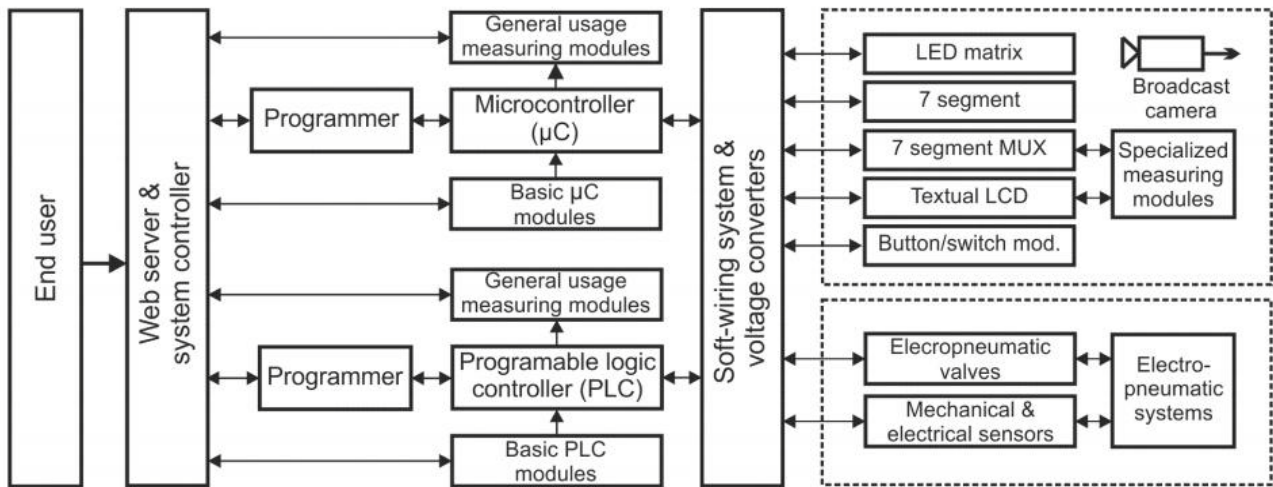 End user
Web server &
system controller
General usage
measuring modules
Programmer
Microcontroller
(μC)
Basic μC
modules
General usage
measuring modules
Programmer
Programable logic
controller (PLC)
Basic PLC
modules
Soft-wiring system &
voltage converters
LED matrix
7 segment
7 segment MUX
Textual LCD
Button/switch mod.
Broadcast
camera
Specialized
measuring
modules
Elecropneumatic
valves
Mechanical &
electrical sensors
Electro-
pneumatic
systems